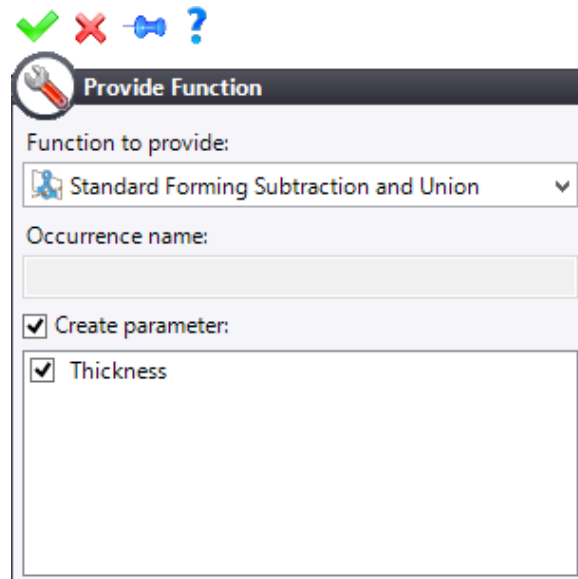 ?
Provide Function
Function to provide:
Standard Forming Subtraction and Union
Occurrence name:
Create parameter:
Thickness